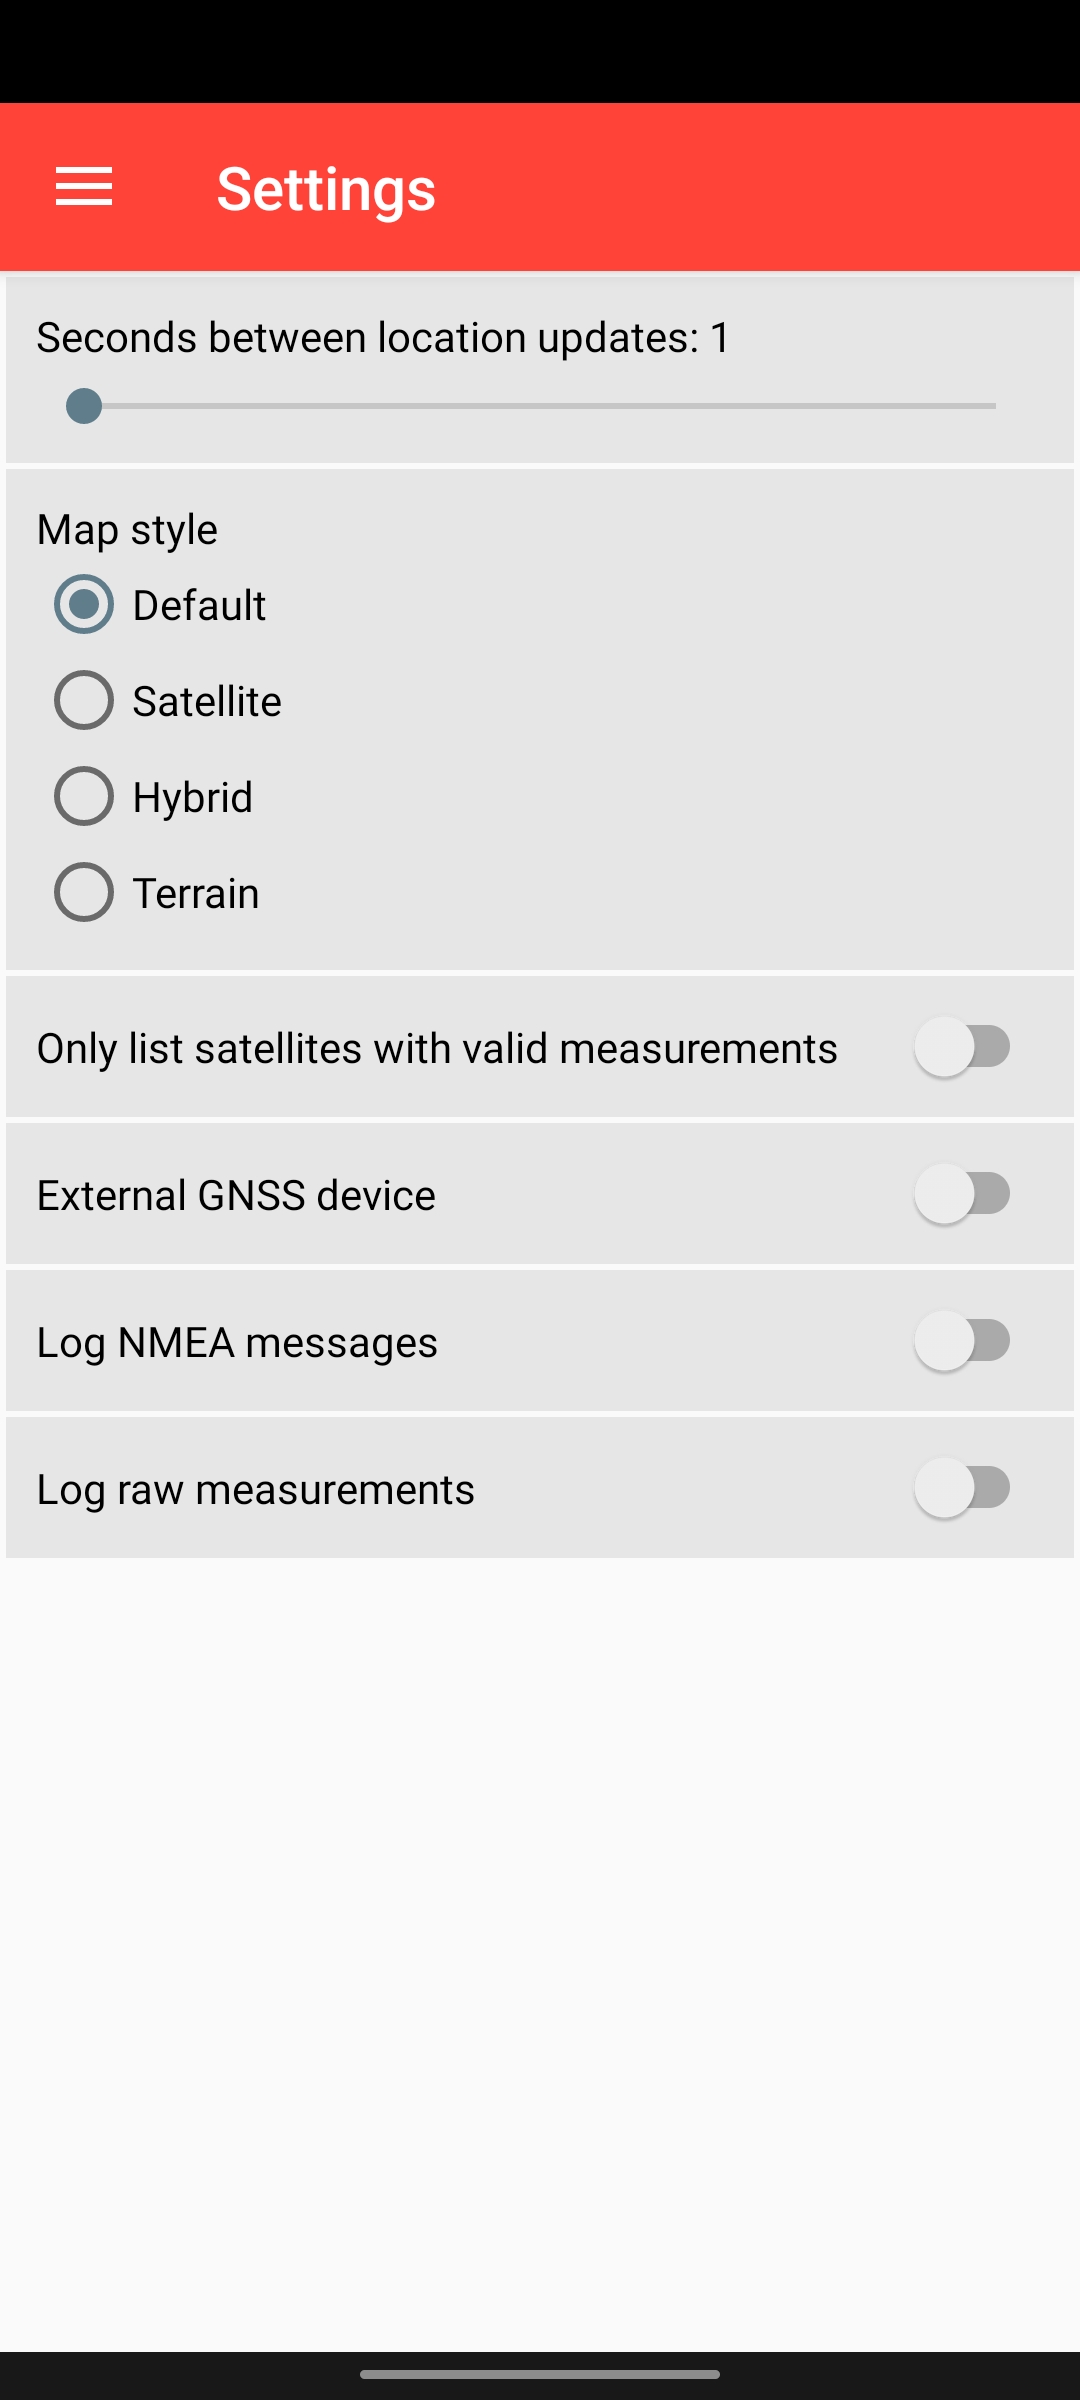 Settings
Seconds between location updates: 1
Map style
Default
Satellite
Hybrid
Terrain
Only list satellites with valid measurements
External GNSS device
Log NMEA messages
Log raw measurements